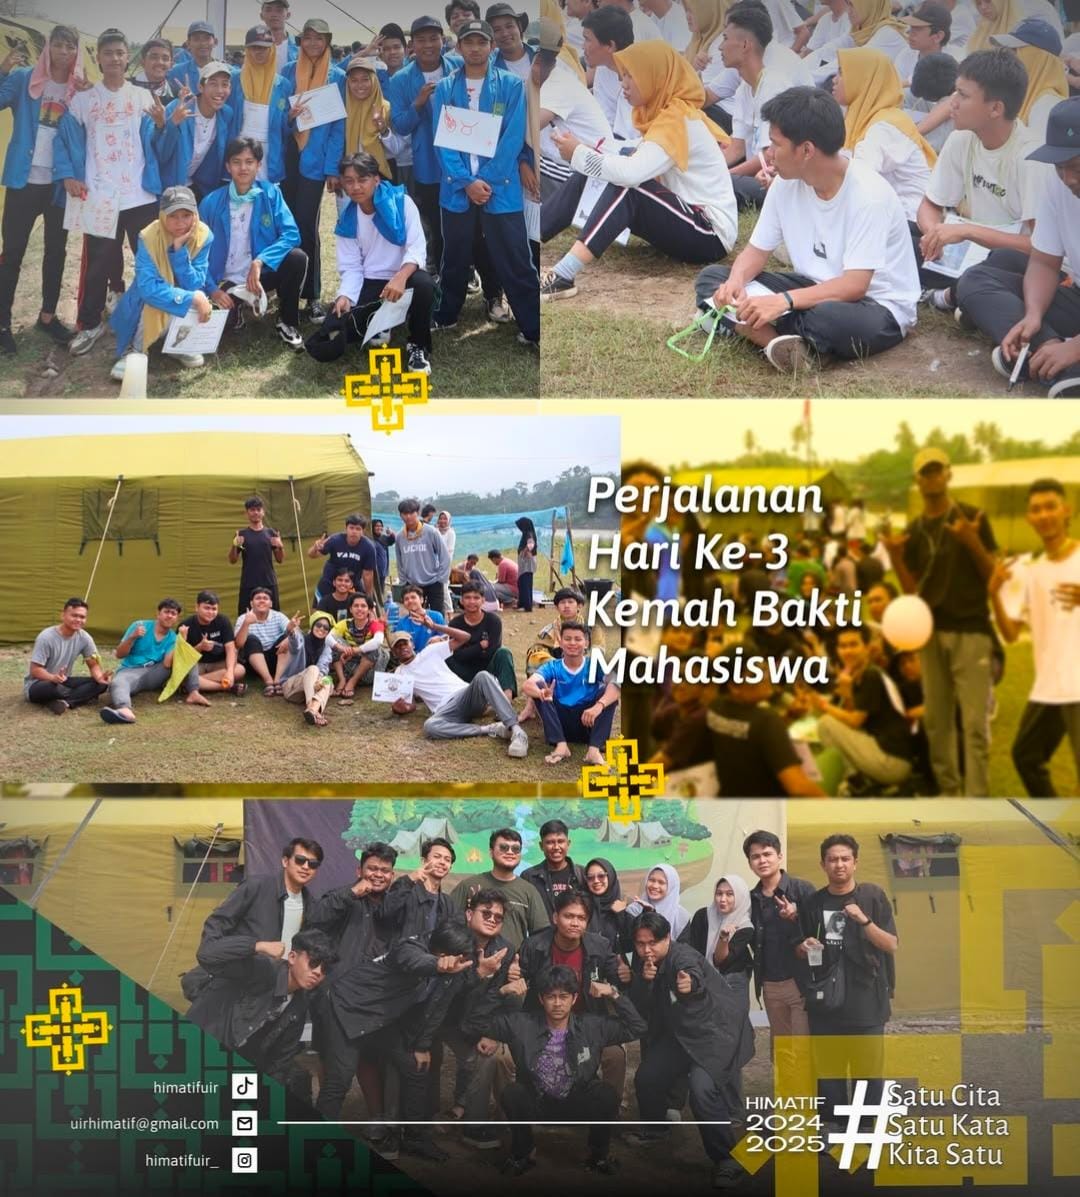 VANS
Perjalanan
Hari Ke-3
Kemah Bakti
Mahasiswa
himatifuir
uirhimatif@gmail.com
himatifuir_
HIMATIF
2024
2025
#Satu Cita
Satu Kata
Kita Satu